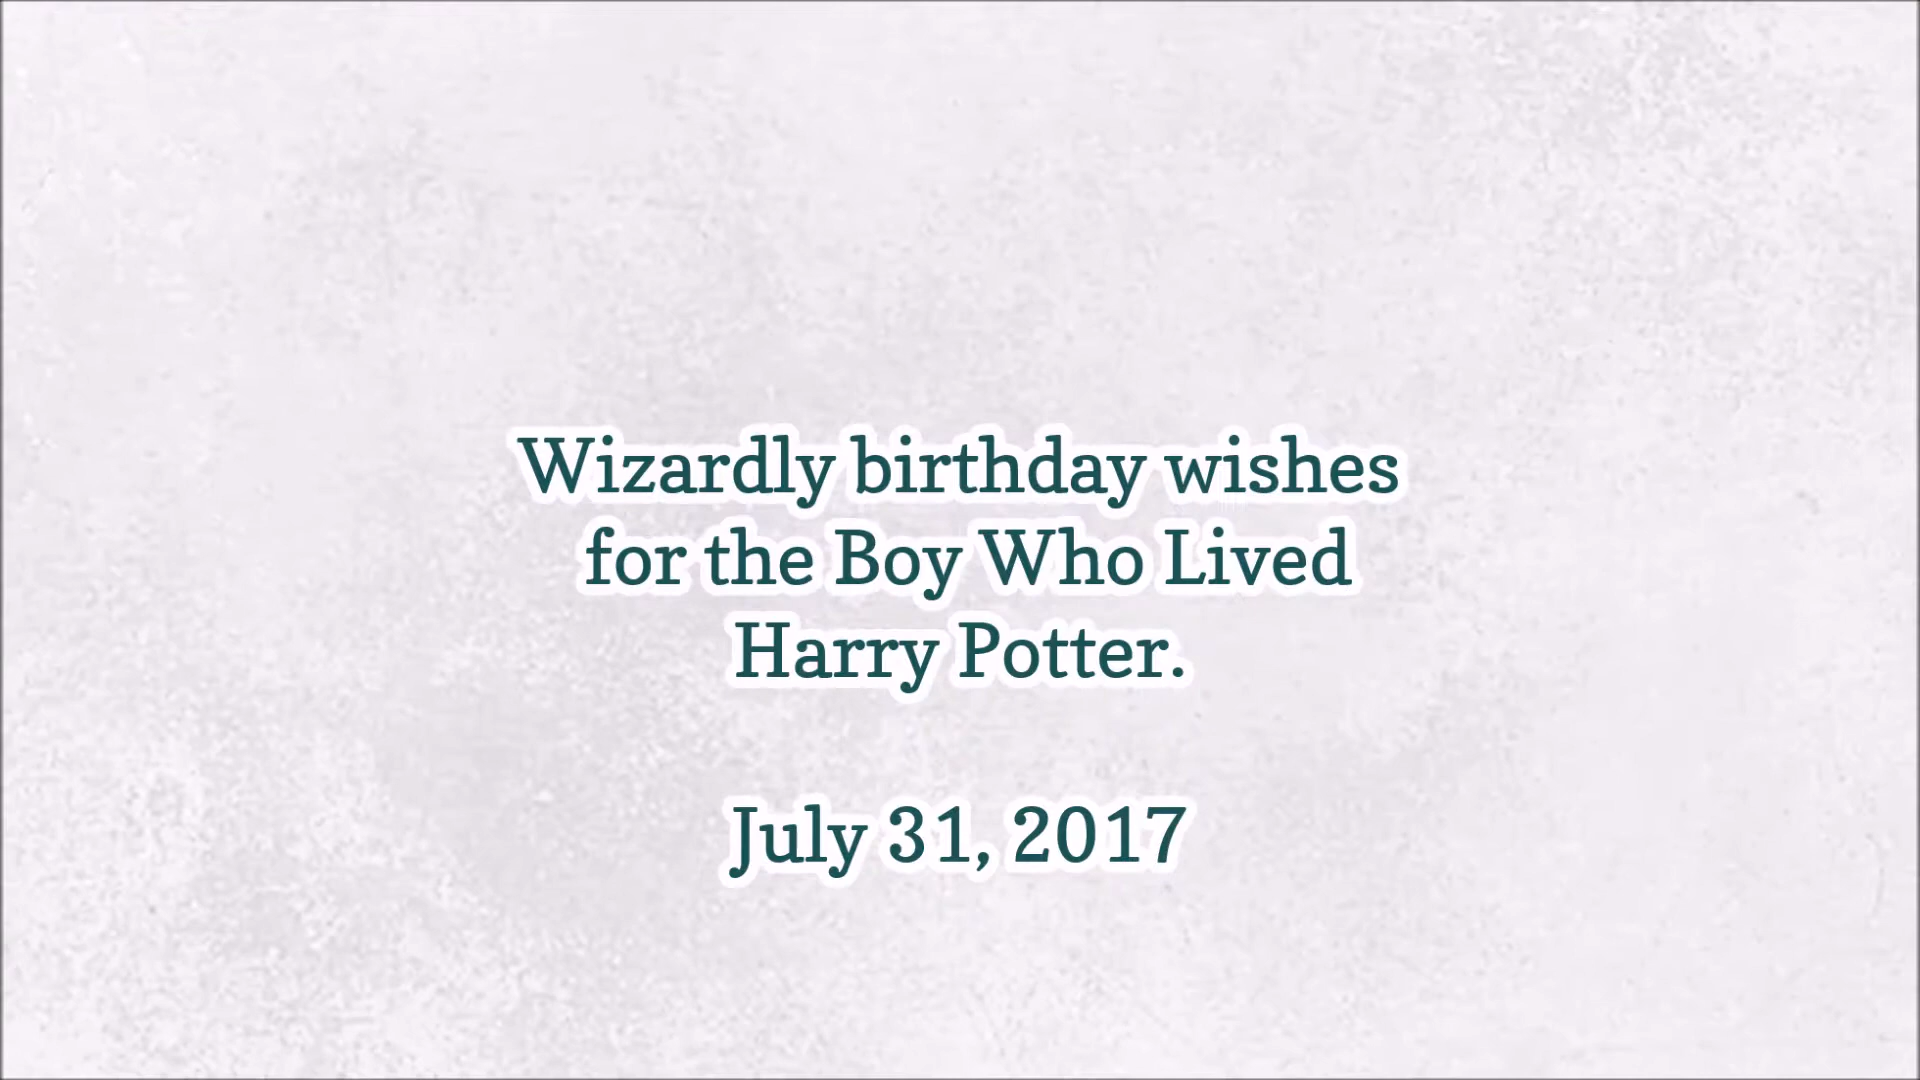 Wizardly birthday wishes
for the Boy Who Lived
Harry Potter.
July 31, 2017